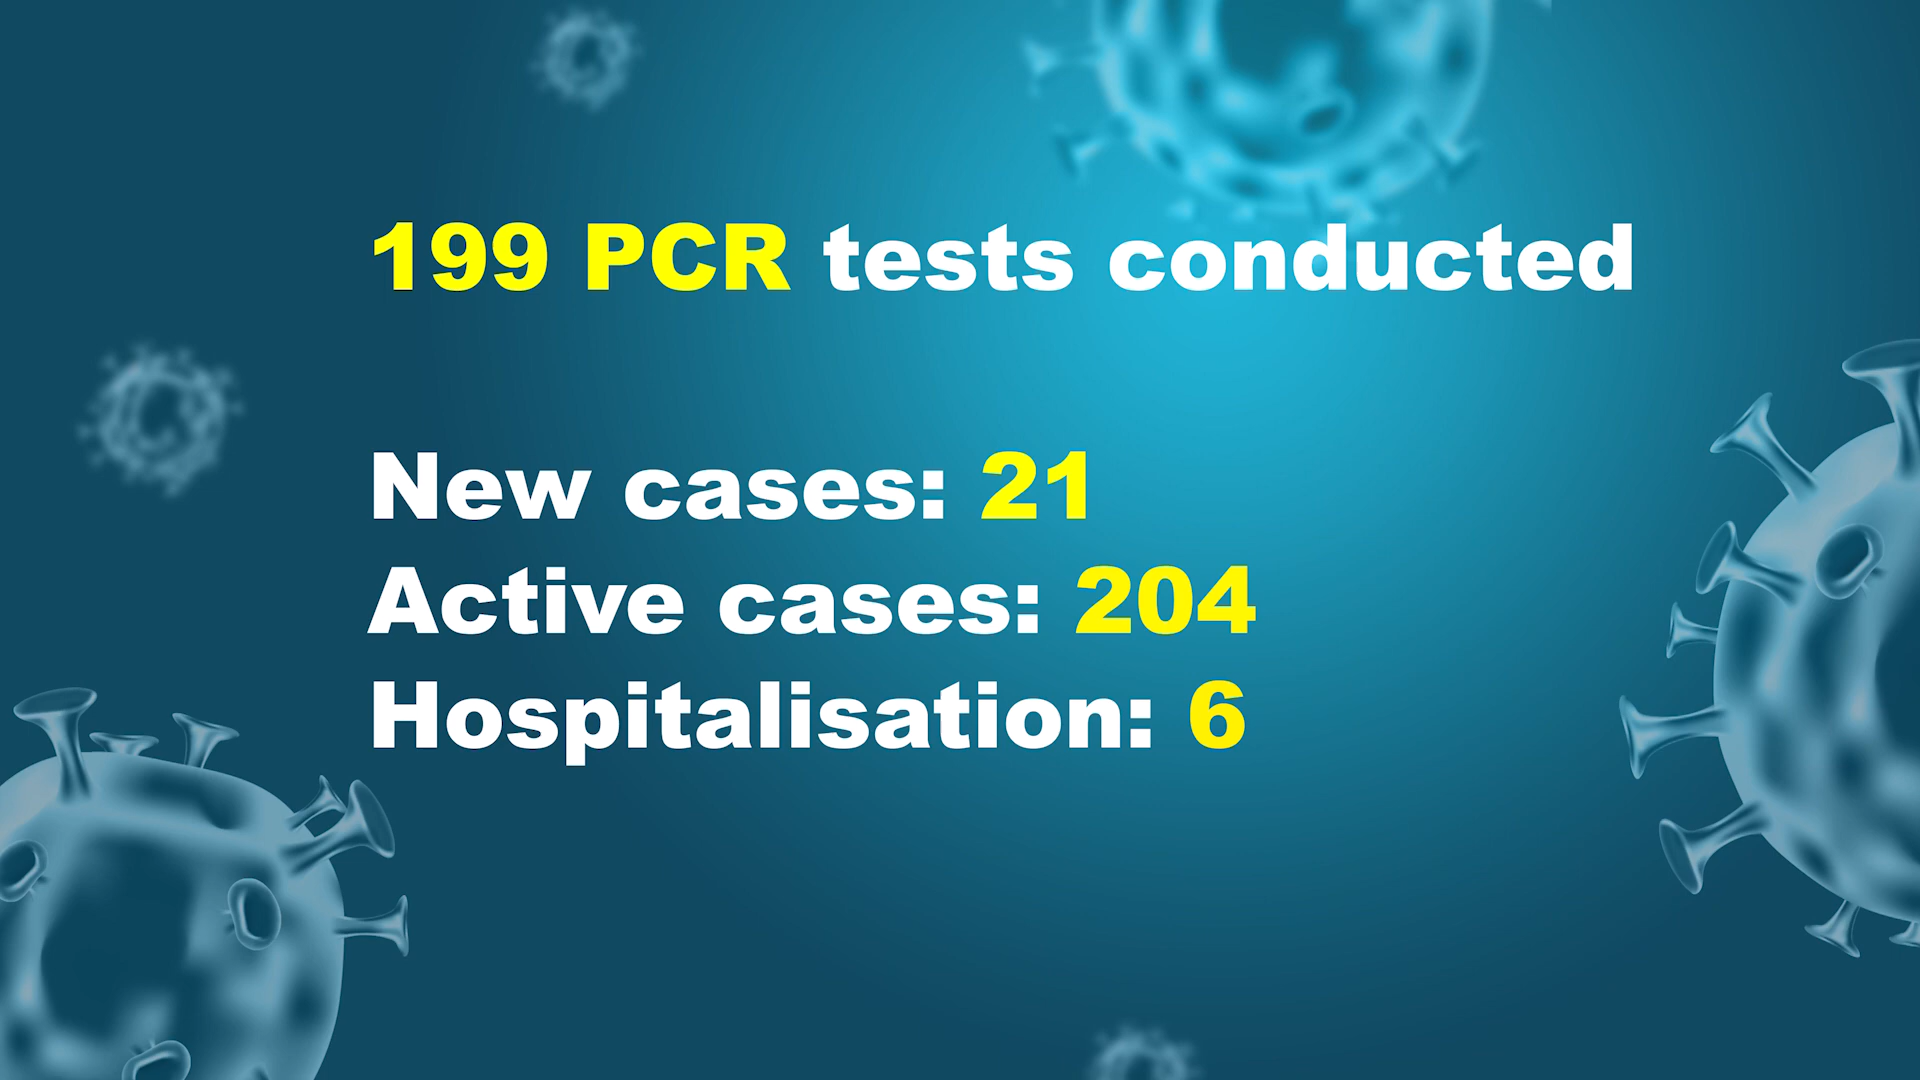 199 PCR tests conducted
New cases: 21
Active cases: 204
Hospitalisation: 6